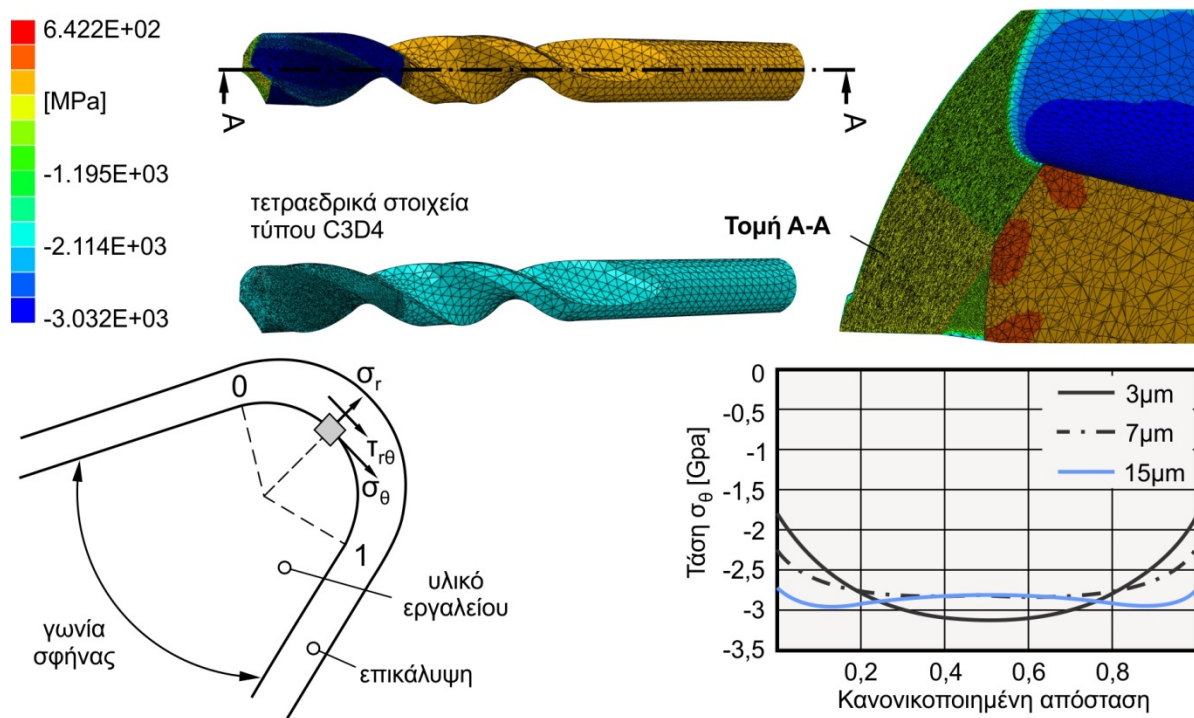 6.422E+02
[MPa]
-1.195E+03
-2.114E+03
-3.032E+03
A
A
τετραεδρικά στοιχεία
τύπου C3D4
Τομή A-A
0
σr
τrθ
σθ
1
υλικό
εργαλείου
γωνία
σφήνας
επικάλυψη
Τάση σθ [Gpa]
0
-0,5
-1
-1,5
-2
-2,5
-3
-3,5
3μm
7μm
15μm
0,2
0,4
0,6
0,8
Κανονικοποιημένη απόσταση